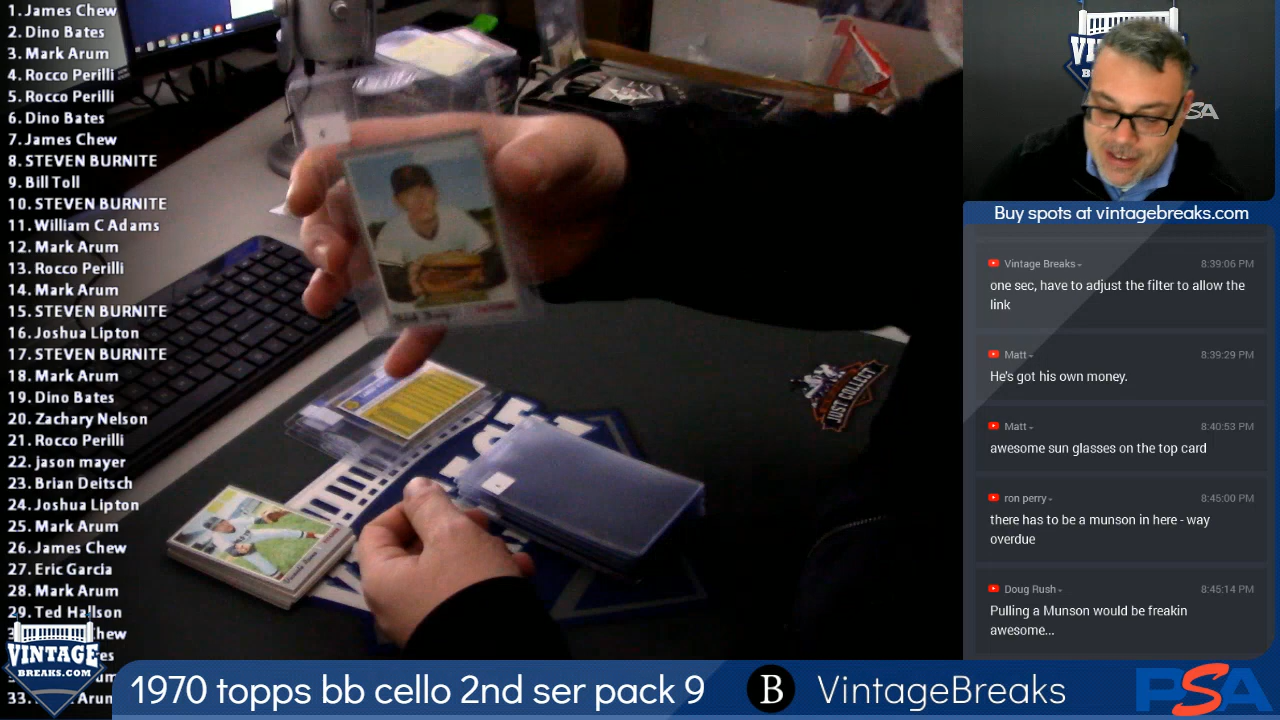 1. James Chew
2. Dino Bates
3. Mark Arum
4. Rocco Perilli
5. Rocco Perilli
6. Dino Bates
7. James Chew
8. STEVEN BURNITE
9. Bill Toll
10. STEVEN BURNITE
11. William C Adams
12. Mark Arum
13. Rocco Perilli
14. Mark Arum
15. STEVEN BURNITE
16. Joshua Lipton
17. STEVEN BURNITE
18. Mark Arum
19. Dino Bates
20. Zachary Nelson
21. Rocco Perilli
22. jason mayer
23. Brian Deitsch
24. Joshua Lipton
25. Mark Arum
26. James Chew
27. Eric Garcia
28. Mark Arum
29. Ted Hallson
hew
33. Arum
VINTAGE
BREAKS.COM
JUST COLLECT
Buy spots at vintagebreaks.com
Vintage Breaks 8:39:06 PM
one sec, have to adjust the filter to allow the
link
Matt 8:39:29 PM
He's got his own money.
Matt 8:40:53 PM
awesome sun glasses on the top card
ron perry 8:45:00 PM
there has to be a munson in here - way
overdue
Doug Rush 8:45:14 PM
Pulling a Munson would be freakin
awesome...
1970 topps bb cello 2nd ser pack 9
B VintageBreaks
PSA